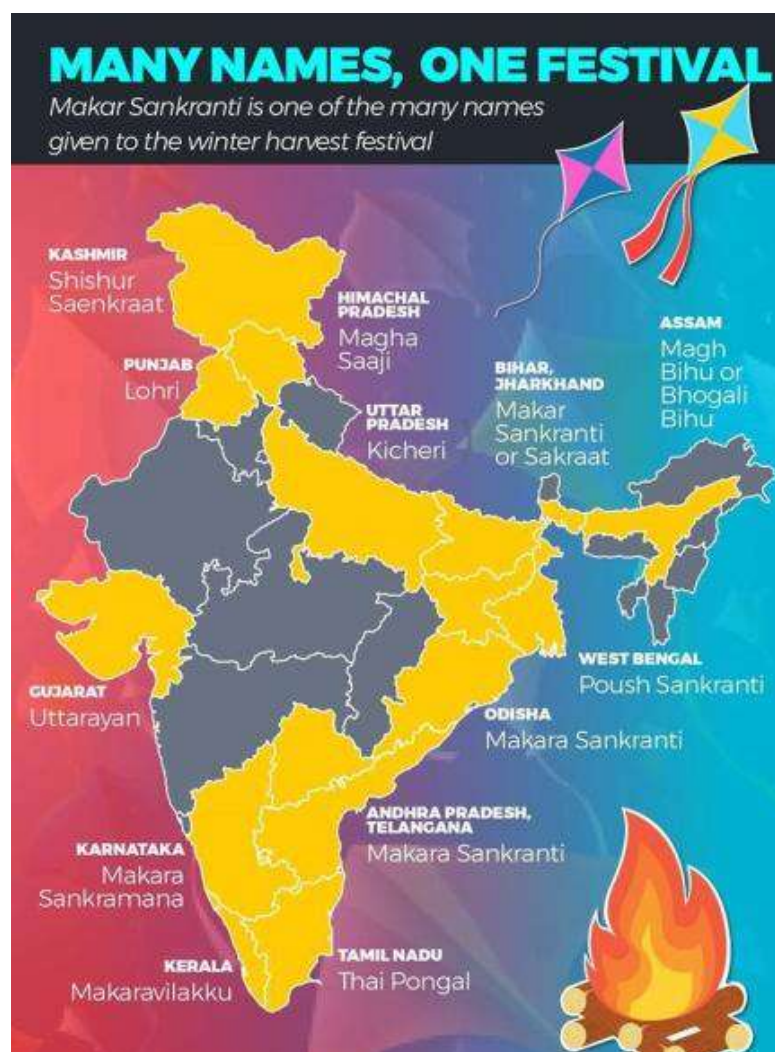 MANY NAMES, ONE FESTIVAL
Makar Sankranti is one of the many names
given to the winter harvest festival
KASHMIR
Shishur
Saenkraat
HIMACHAL
PRADESH
Magha
Saaji
PUNJAB
Lohri
UTTAR
PRADESH
Kicheri
BIHAR,
JHARKHAND
Makar
Sankranti
or Sakraat
ASSAM
Magh
Bihu or
Bhogali
Bihu
GUJARAT
Uttarayan
WEST BENGAL
Poush Sankranti
ODISHA
Makara Sankranti
ANDHRA PRADESH,
TELANGANA
Makara Sankranti
KARNATAKA
Makara
Sankramana
KERALA
Makaravilakku
TAMIL NADU
Thai Pongal